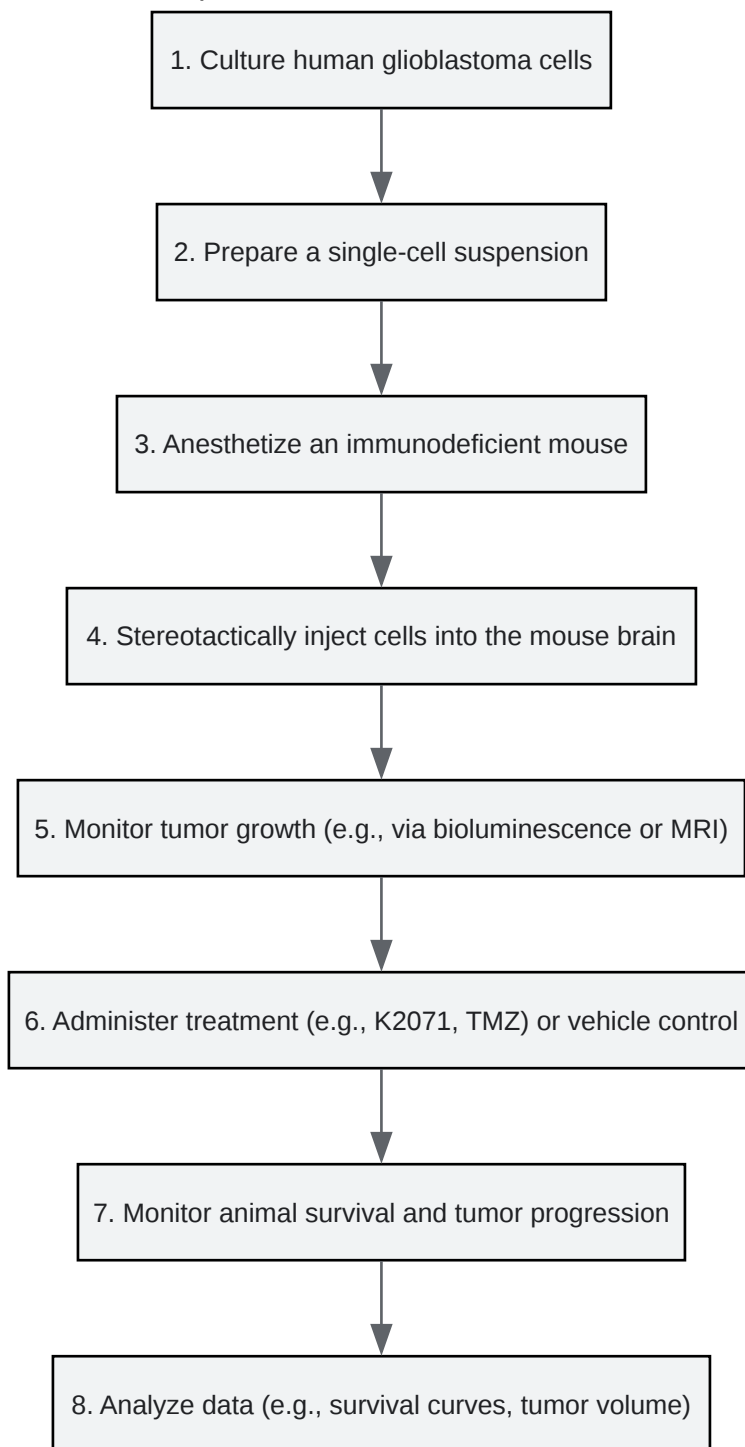 1. Culture human glioblastoma cells
2. Prepare a single-cell suspension
3. Anesthetize an immunodeficient mouse
4. Stereotactically inject cells into the mouse brain
5. Monitor tumor growth (e.g., via bioluminescence or MRI)
6. Administer treatment (e.g., K2071, TMZ) or vehicle control
7. Monitor animal survival and tumor progression
8. Analyze data (e.g., survival curves, tumor volume)